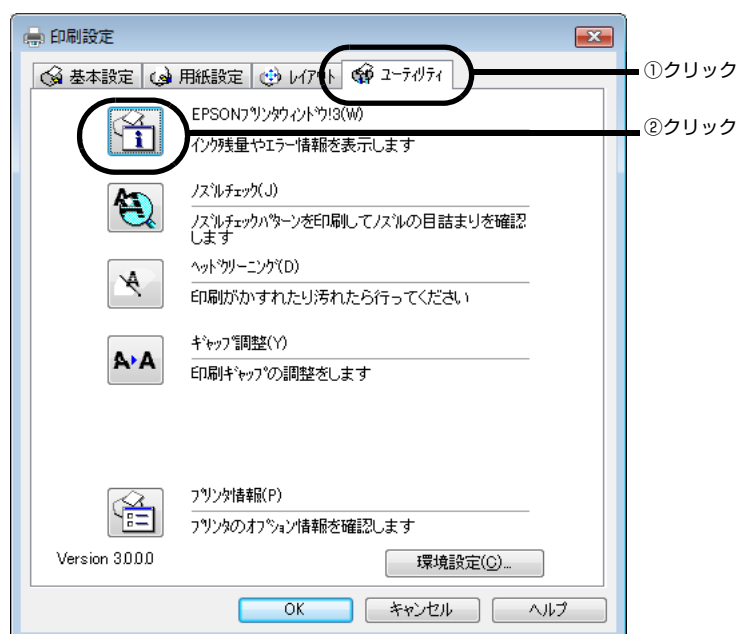 印刷設定
基本設定 用紙設定 レイアウト ユーティリティ
①クリック
EPSONプリンタウィンドウ!3(W)
②クリック
インク残量やエラー情報を表示します
ノズルチェック(J)
ノズルチェックパターンを印刷してノズルの目詰まりを確認
します
ヘッドクリーニング(D)
印刷がかすれたり汚れたら行ってください
ギャップ調整(Y)
印刷ギャップの調整をします
プリンタ情報(P)
プリンタのオプション情報を確認します
Version 3.0.0.0
環境設定(C)...
OK キャンセル ヘルプ